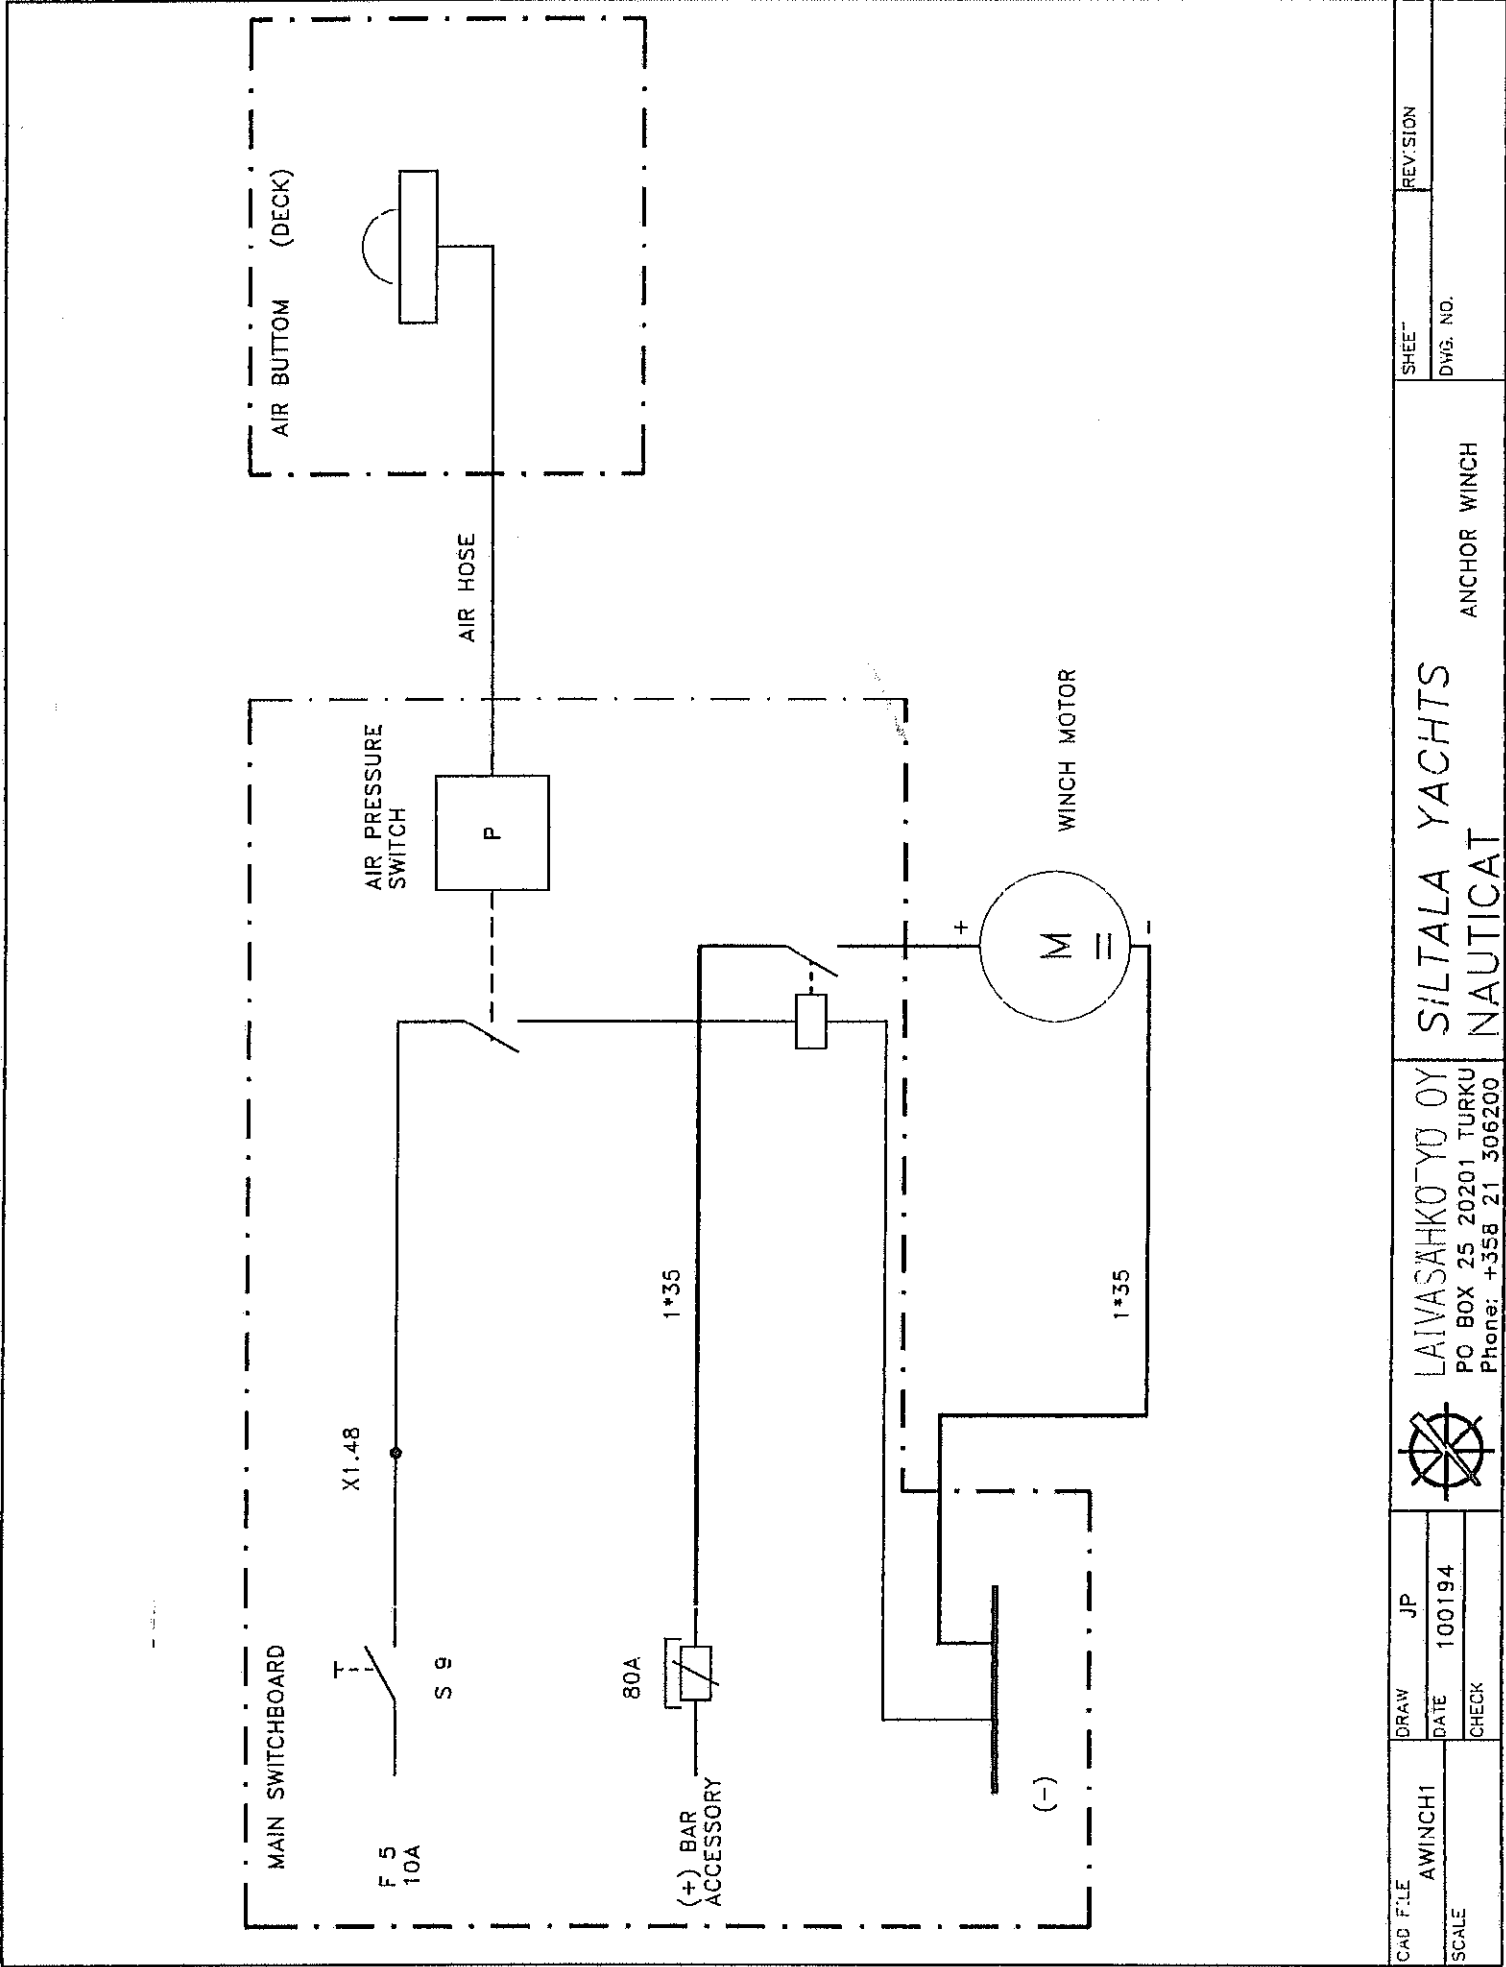 MAIN SWITCHBOARD
F 5
10A
S 9
X1.48
AIR PRESSURE
SWITCH
P
AIR HOSE
AIR BUTTOM (DECK)
80A
(+) BAR
ACCESSORY
1*35
(-)
1*35
+
M
=
-
WINCH MOTOR
CAD FILE
AWINCH1
SCALE
DRAW JP
DATE 100194
CHECK
LAIVASÄHKÖTYÖ OY
PO BOX 25 20201 TURKU
Phone: +358 21 306200
SILTALA YACHTS
NAUTICAT
ANCHOR WINCH
SHEET
REVISION
DWG. NO.